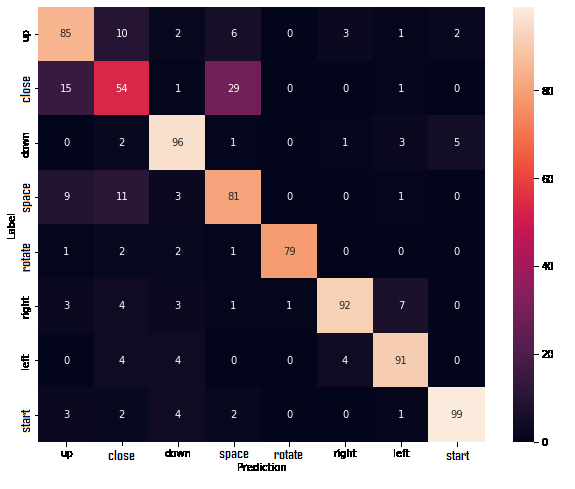 up 85 10 2 6 0 3 1 2
close 15 54 1 29 0 0 1 0
down 0 2 96 1 0 1 3 5
space 9 11 3 81 0 0 1 0
rotate 1 2 2 1 79 0 0 0
right 3 4 3 1 1 92 7 0
left 0 4 4 0 0 4 91 0
start 3 2 4 2 0 0 1 99
up close down space rotate right left start
Label
Prediction
80
60
40
20
0